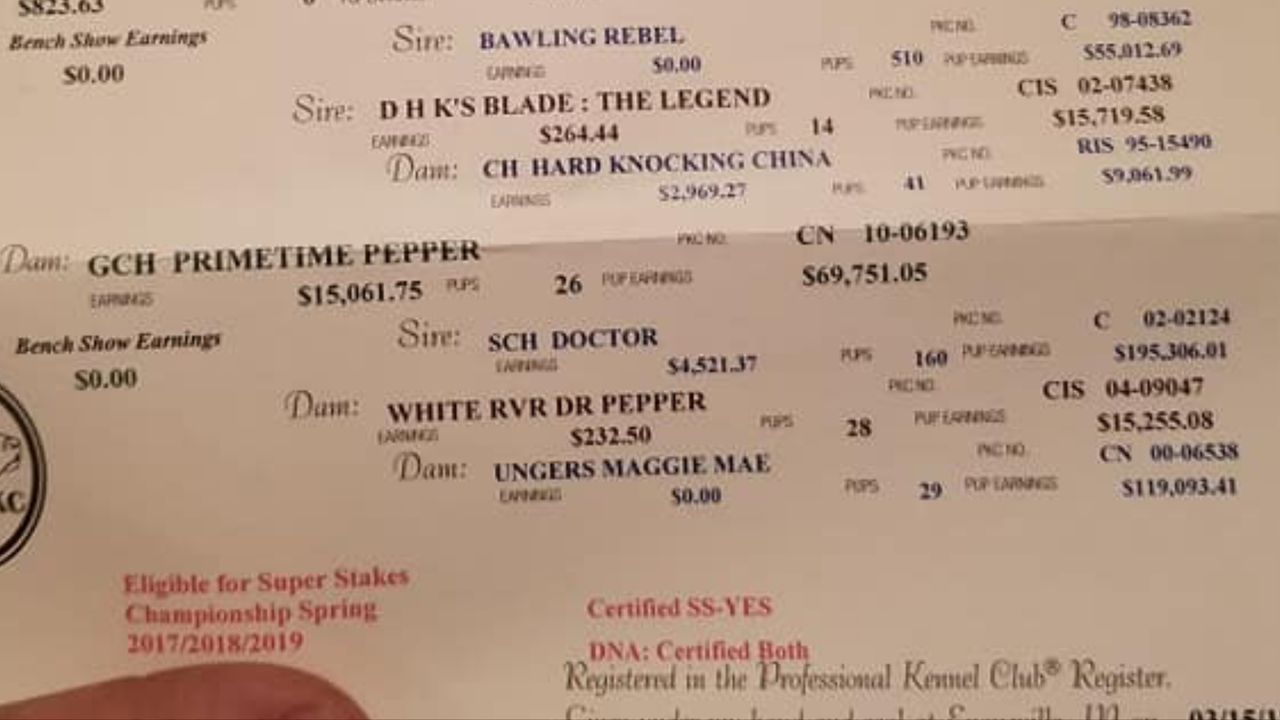 $823.63 PUPS
Bench Show Earnings
$0.00
Sire: BAWLING REBEL PKC NO. C 98-08362
EARNINGS $0.00 PUPS 510 PUP EARNINGS $55,012.69
Sire: D H K'S BLADE : THE LEGEND PKC NO. CIS 02-07438
EARNINGS $264.44 PUPS 14 PUP EARNINGS $15,719.58
Dam: CH HARD KNOCKING CHINA PKC NO. RIS 95-15490
EARNINGS $2,969.27 PUPS 41 PUP EARNINGS $9,061.99
Dam: GCH PRIMETIME PEPPER PKC NO. CN 10-06193
EARNINGS $15,061.75 PUPS 26 PUP EARNINGS $69,751.05
Bench Show Earnings
$0.00
Sire: SCH DOCTOR PKC NO. C 02-02124
EARNINGS $4,521.37 PUPS 160 PUP EARNINGS $195,306.01
Dam: WHITE RVR DR PEPPER PKC NO. CIS 04-09047
EARNINGS $232.50 PUPS 28 PUP EARNINGS $15,255.08
Dam: UNGERS MAGGIE MAE PKC NO. CN 00-06538
EARNINGS $0.00 PUPS 29 PUP EARNINGS $119,093.41
Eligible for Super Stakes
Championship Spring
2017/2018/2019
Certified SS-YES
DNA: Certified Both
Registered in the Professional Kennel Club® Register.